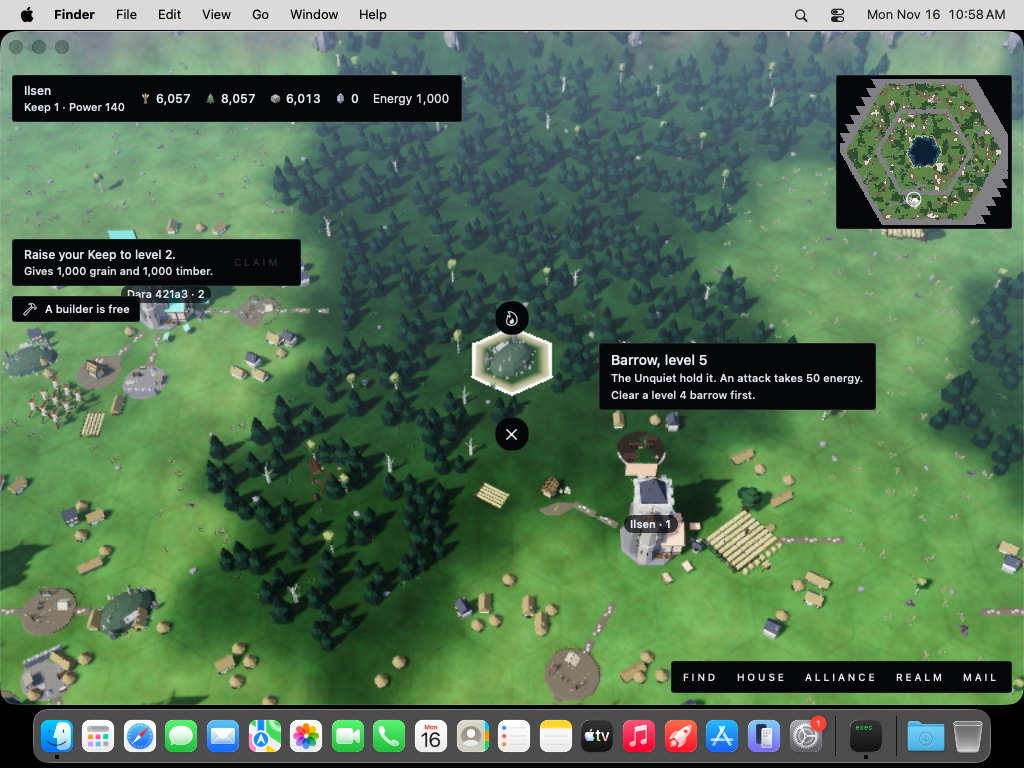 Finder File Edit View Go Window Help
Mon Nov 16 10:58 AM
Ilsen
Keep 1 · Power 140
6,057 8,057 6,013 0 Energy 1,000
Raise your Keep to level 2.
Gives 1,000 grain and 1,000 timber.
CLAIM
Dara 421a3 · 2
A builder is free
Barrow, level 5
The Unquiet hold it. An attack takes 50 energy.
Clear a level 4 barrow first.
Ilsen · 1
FIND HOUSE ALLIANCE REALM MAIL
Mon
16
tv
1
exec